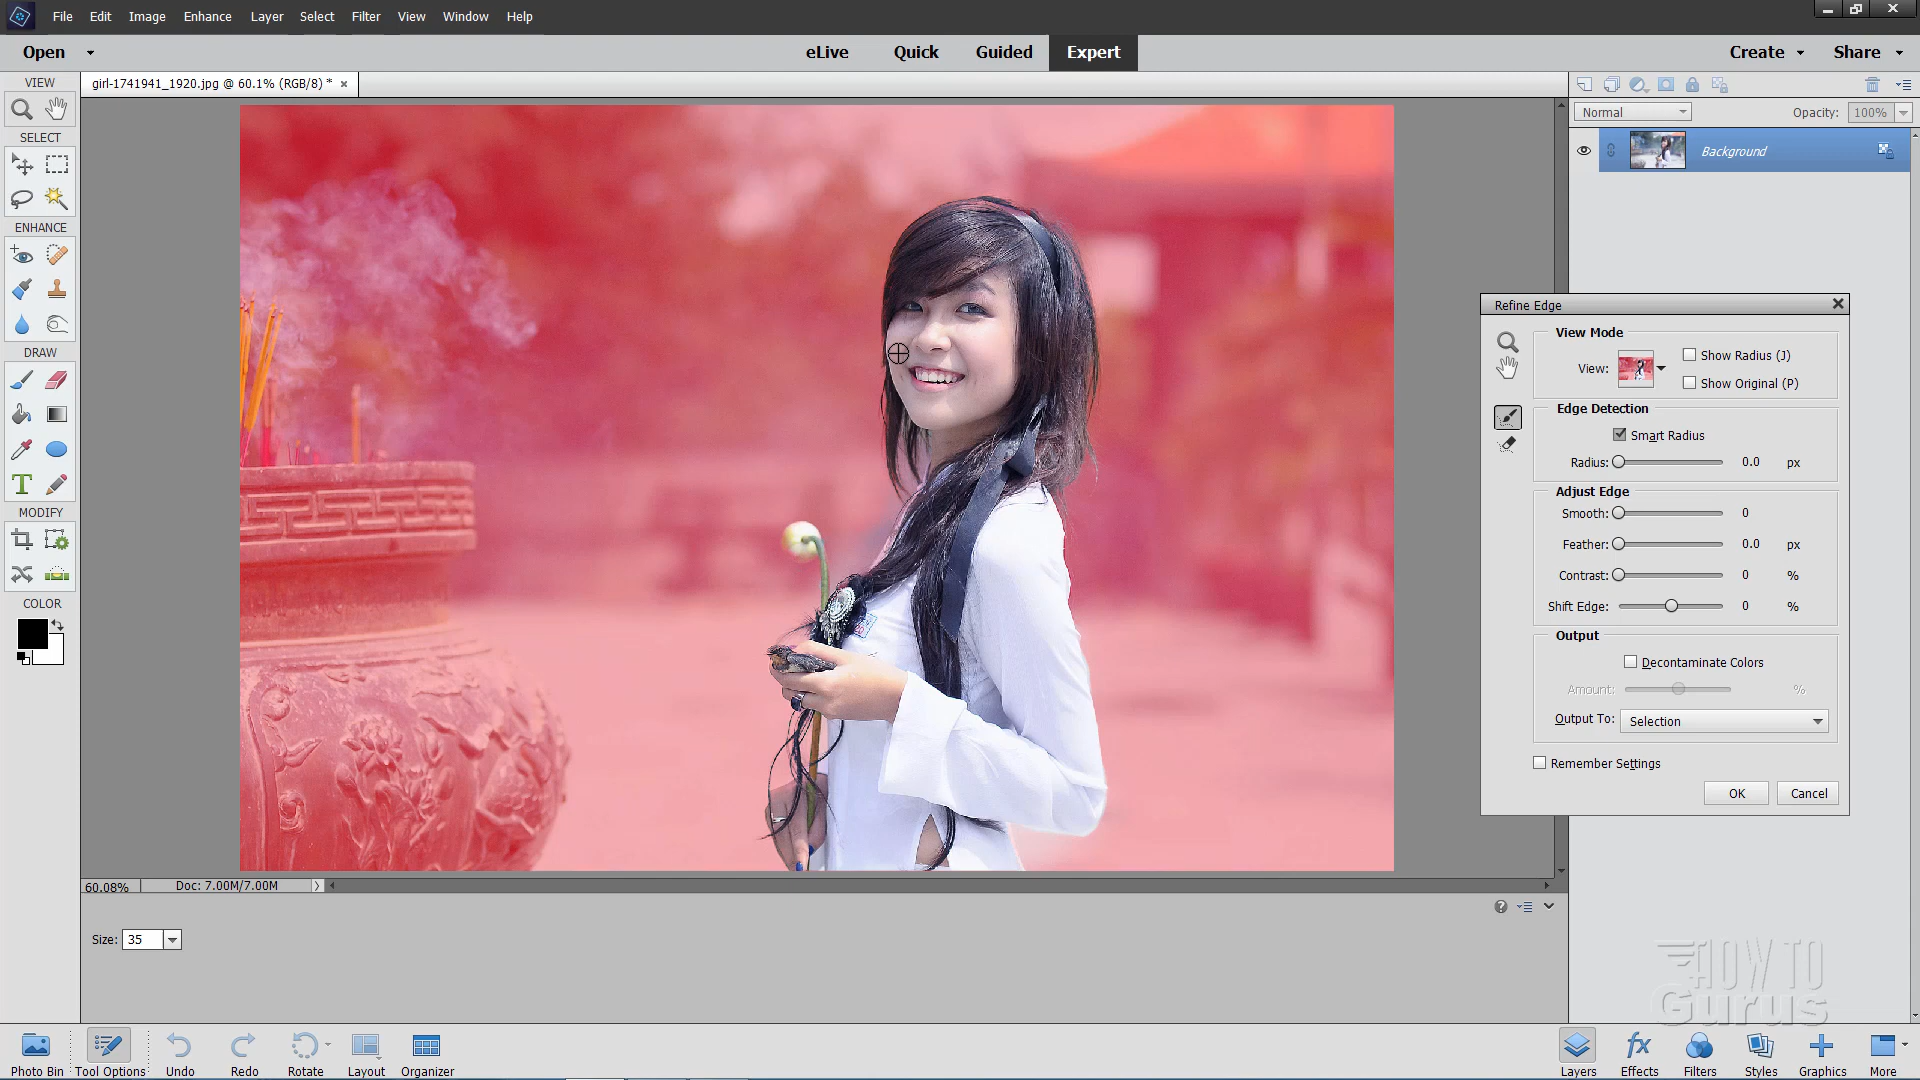 File Edit Image Enhance Layer Select Filter View Window Help
Open eLive Quick Guided Expert Create Share
VIEW girl-1741941_1920.jpg @ 60.1% (RGB/8) * ×
SELECT
Normal Opacity: 100%
Background
ENHANCE
Refine Edge
View Mode
View: Show Radius (J)
Show Original (P)
DRAW
Edge Detection
Smart Radius
Radius: 0.0 px
T
Adjust Edge
MODIFY
Smooth: 0
Feather: 0.0 px
Contrast: 0 %
COLOR
Shift Edge: 0 %
Output
Decontaminate Colors
Amount: %
Output To: Selection
Remember Settings
OK Cancel
60.08% Doc: 7.00M/7.00M
Size: 35
HOW TO
Gurus
Photo Bin Tool Options Undo Redo Rotate Layout Organizer
fx
Layers Effects Filters Styles Graphics More